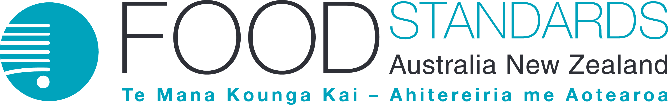 FOOD STANDARDS
Australia New Zealand
Te Mana Kounga Kai – Ahitereiria me Aotearoa